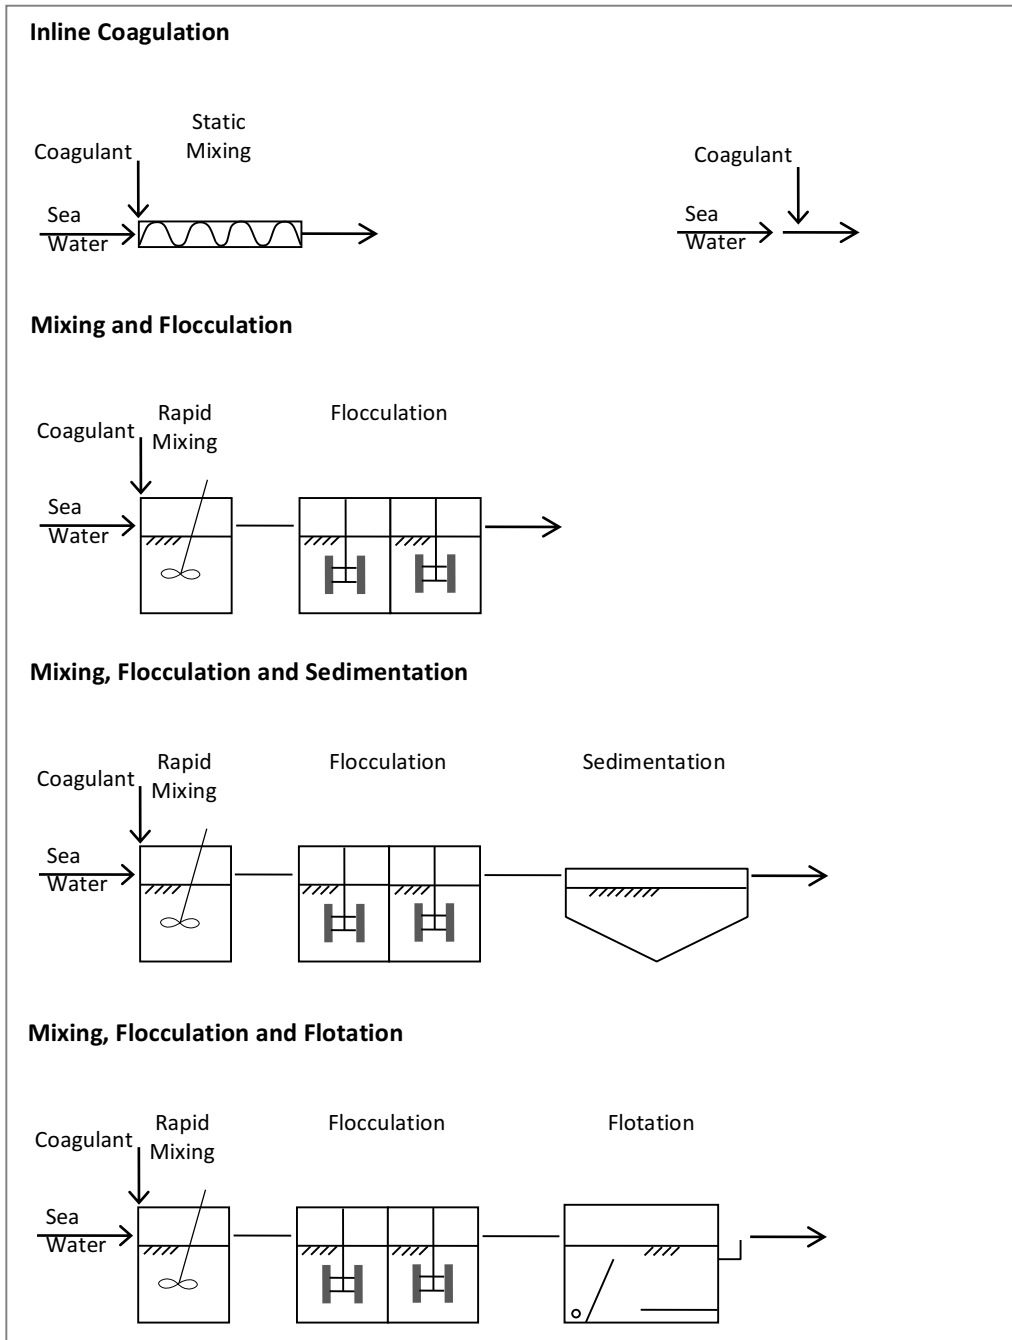 Inline Coagulation
Static
Mixing
Coagulant
Sea
Water
Coagulant
Sea
Water
Mixing and Flocculation
Rapid
Mixing
Flocculation
Coagulant
Sea
Water
Mixing, Flocculation and Sedimentation
Rapid
Mixing
Flocculation
Sedimentation
Coagulant
Sea
Water
Mixing, Flocculation and Flotation
Rapid
Mixing
Flocculation
Flotation
Coagulant
Sea
Water